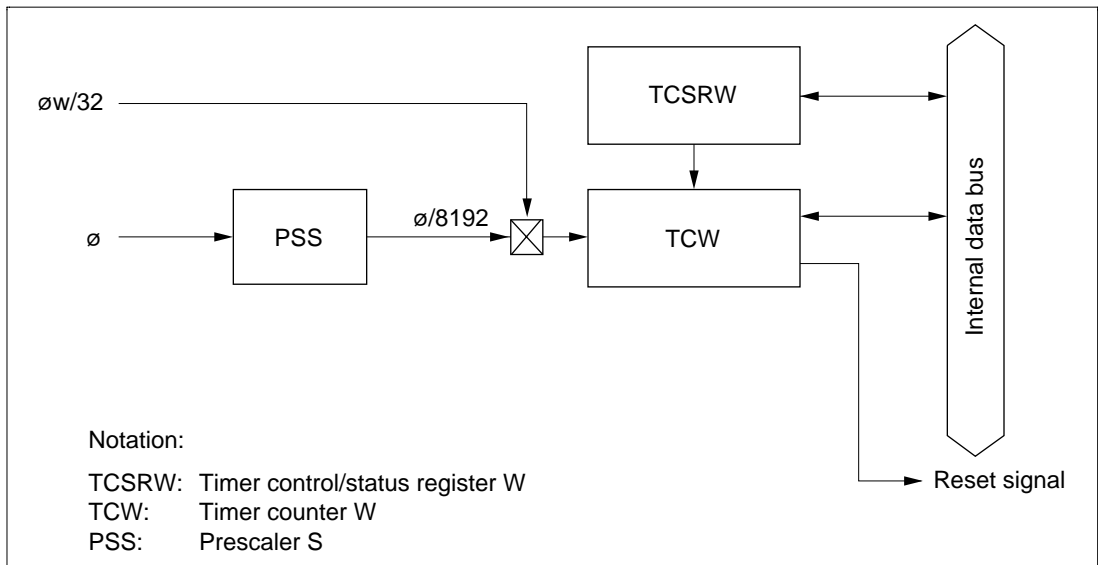 TCSRW
øw/32
ø/8192
ø
PSS
TCW
Internal data bus
Notation:
Reset signal
TCSRW: Timer control/status register W
TCW: Timer counter W
PSS: Prescaler S